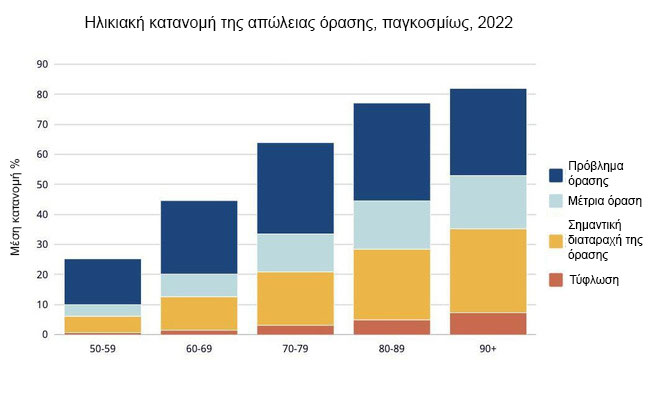 Ηλικιακή κατανομή της απώλειας όρασης, παγκοσμίως, 2022
Μέση κατανομή %
90
80
70
60
50
40
30
20
10
0
50-59
60-69
70-79
80-89
90+
Πρόβλημα
όρασης
Μέτρια όραση
Σημαντική
διαταραχή της
όρασης
Τύφλωση